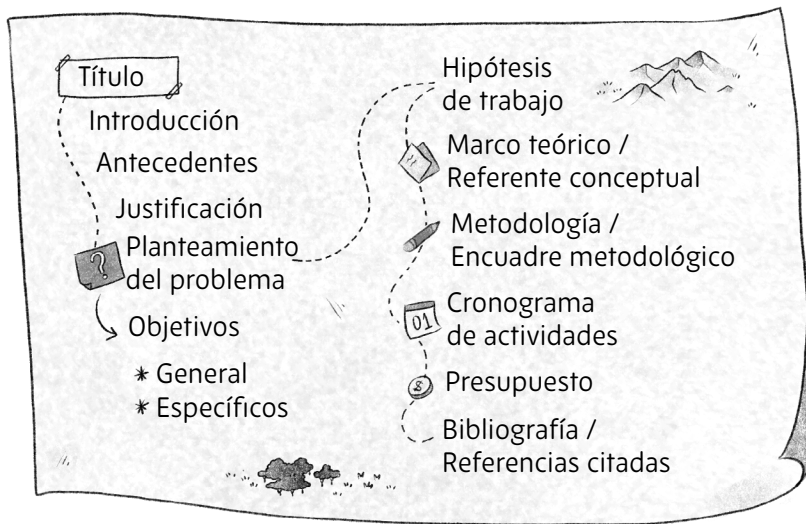 Título
Introducción
Antecedentes
Justificación
?
Planteamiento
del problema
Objetivos
* General
* Específicos
Hipótesis
de trabajo
Marco teórico /
Referente conceptual
Metodología /
Encuadre metodológico
01
Cronograma
de actividades
$
Presupuesto
Bibliografía /
Referencias citadas